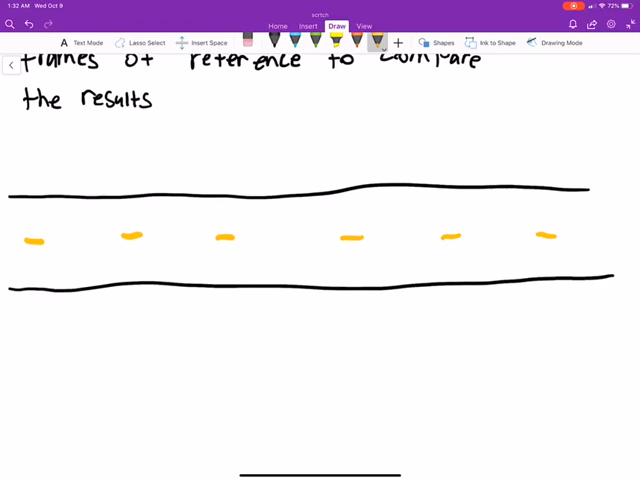 1:32 AM Wed Oct 9
scrtch
72%
Home Insert Draw View
Text Mode Lasso Select Insert Space Shapes Ink to Shape Drawing Mode
frames of reference to compare
the results